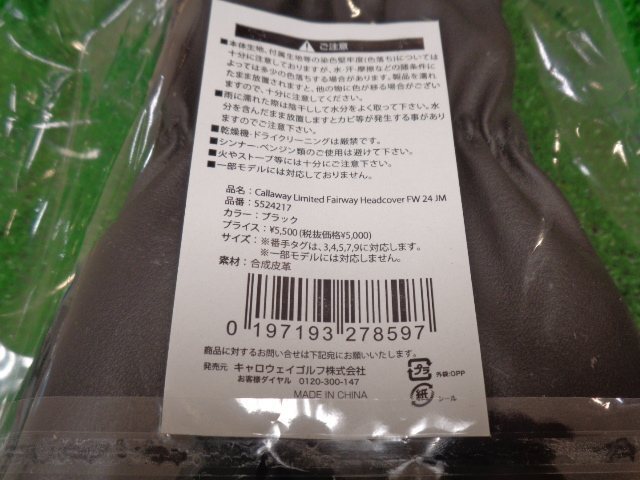 ご注意
■本体生地、付属生地等の染色堅牢度(色落ち)については
十分に注意しておりますが、水・汗・摩擦などの諸条件に
よっては多少の色落ちする場合があります。製品を濡れ
たまま放置されますと、他の物に色が移る場合がござい
ますので、十分に注意してください。
■雨に濡れた際は陰干しして水分をよく取って下さい。水
分を含んだまま放置しますとカビ等が発生する事があり
ますのでご注意下さい。
■乾燥機・ドライクリーニングは厳禁です。
■シンナー・ベンジン類のご使用は避けて下さい。
■火やストーブ等には十分にご注意下さい。
■一部モデルには対応しておりません。
品名：Callaway Limited Fairway Headcover FW 24 JM
品番：5524217
カラー：ブラック
プライス：¥5,500 (税抜価格¥5,000)
サイズ：※番手タグは、3,4,5,7,9に対応します。
※一部モデルには対応しません。
素材：合成皮革
0 197193 278597
商品に対するお問い合せは下記宛にお願いいたします。
発売元 キャロウェイゴルフ株式会社
お客様ダイヤル 0120-300-147
MADE IN CHINA
プラ 外袋:OPP
紙 シール